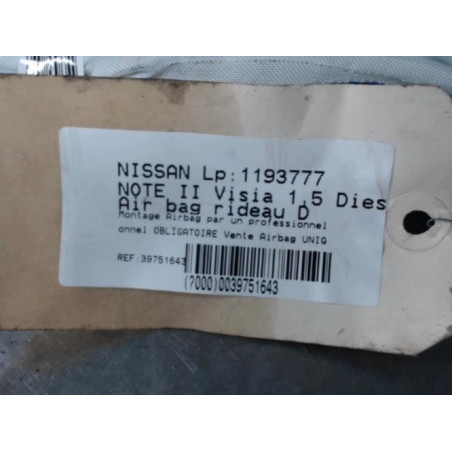 NISSAN Lp:1193777
NOTE II Visia 1.5 Dies
Air bag rideau D
Montage Airbag par un professionnel
onnel OBLIGATOIRE Vente Airbag UNIQ
REF:39751643
(?000)0039751643